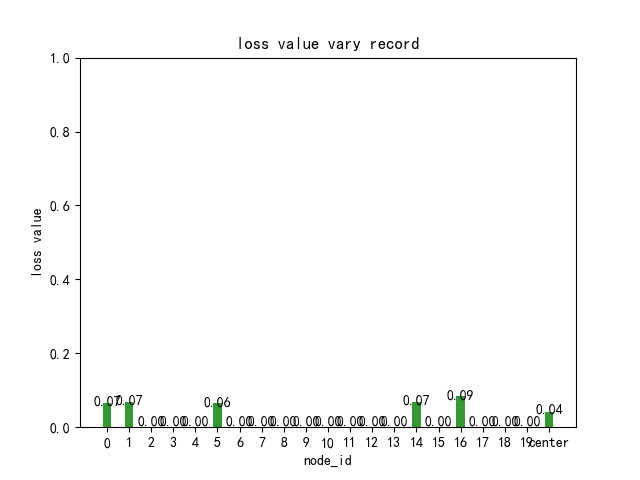 loss value vary record
1.0
0.8
0.6
0.4
0.2
0.0
loss value
0.07 0.07 0.00 0.00 0.00 0.06 0.00 0.00 0.00 0.00 0.00 0.00 0.00 0.00 0.07 0.00 0.09 0.00 0.00 0.00 0.04
0 1 2 3 4 5 6 7 8 9 10 11 12 13 14 15 16 17 18 19 center
node_id